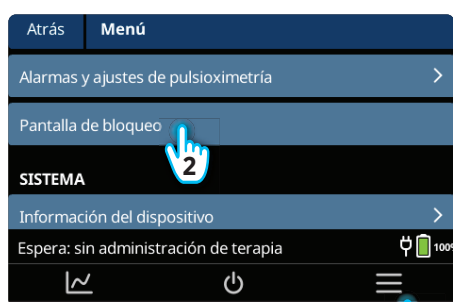 Atrás Menú
Alarmas y ajustes de pulsioximetría
Pantalla de bloqueo
2
SISTEMA
Información del dispositivo
Espera: sin administración de terapia 100%